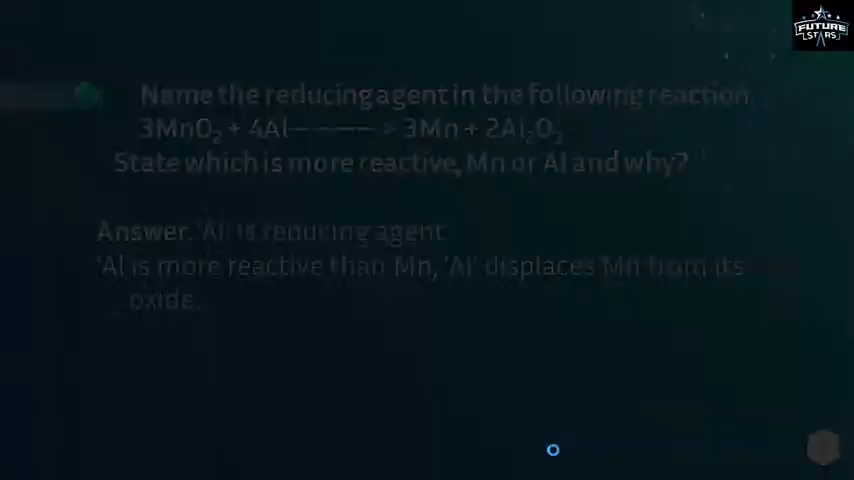 FUTURE
STARS
Name the reducing agent in the following reaction
3MnO₂ + 4Al———— > 3Mn + 2Al₂O₃
State which is more reactive, Mn or Al and why?
Answer. 'Al' is reducing agent.
'Al is more reactive than Mn, 'Al' displaces Mn from its
oxide.